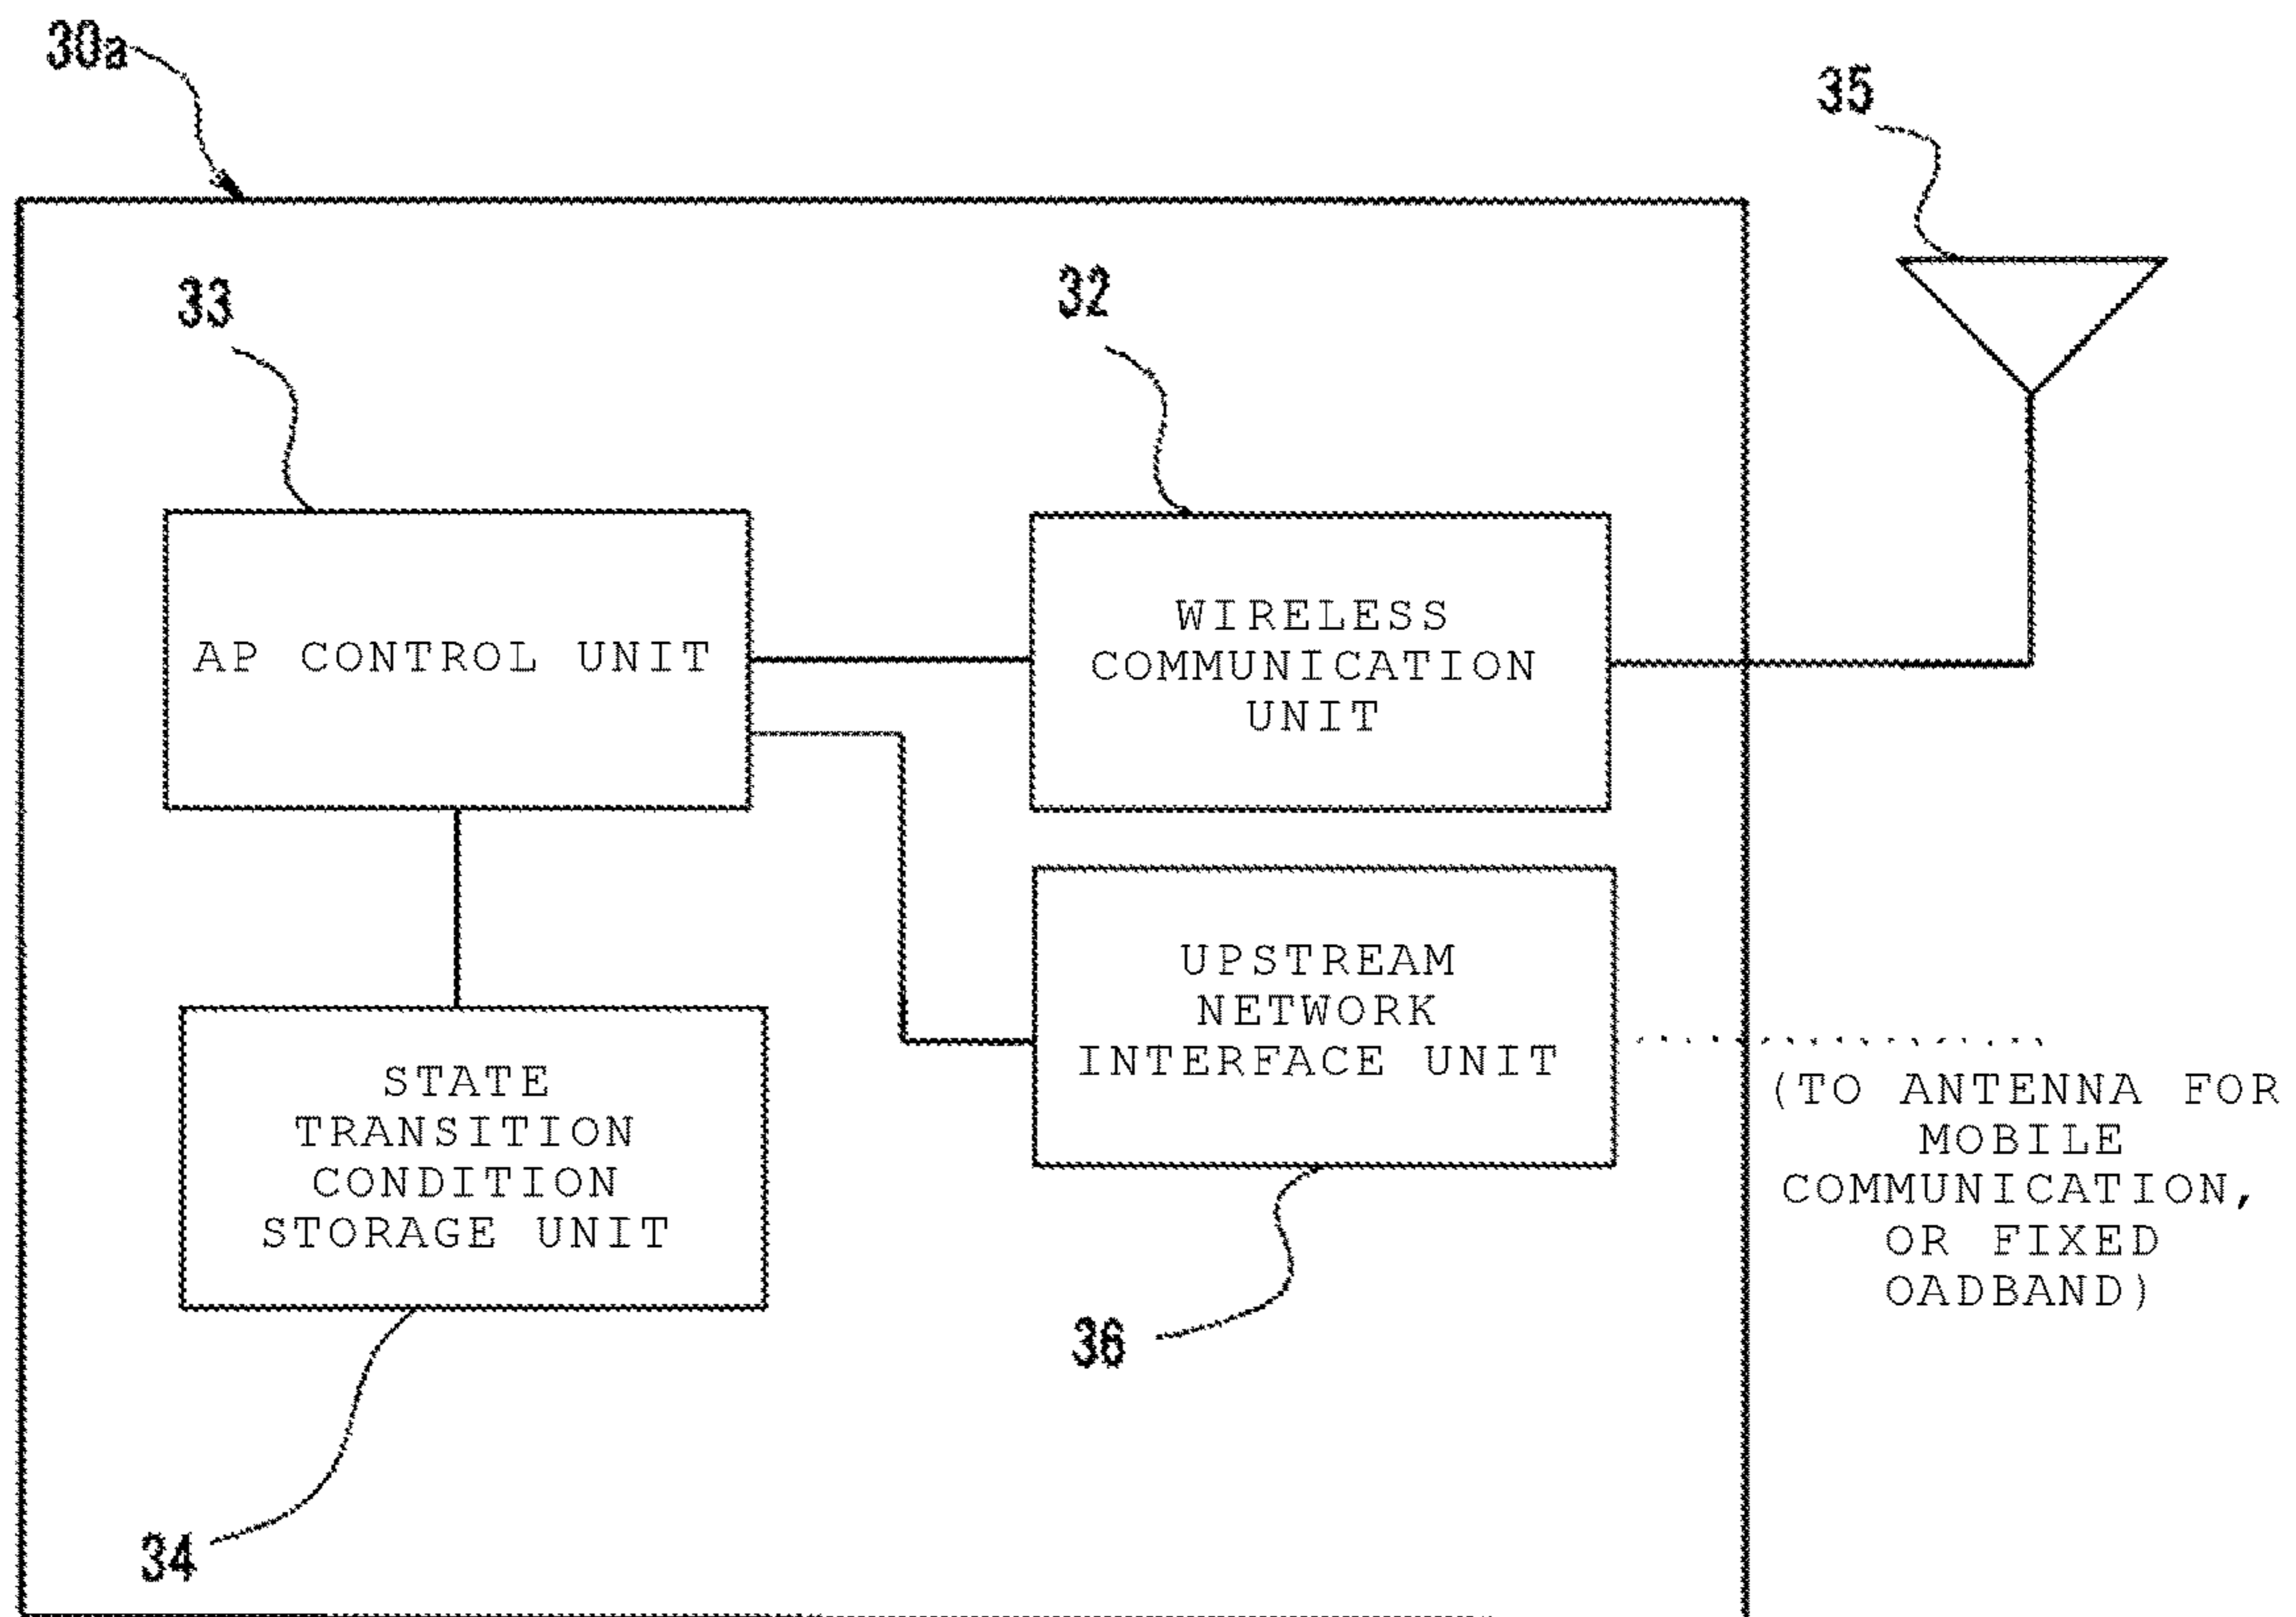 30a
35
33
32
AP CONTROL UNIT
WIRELESS
COMMUNICATION
UNIT
UPSTREAM
NETWORK
INTERFACE UNIT
STATE
TRANSITION
CONDITION
STORAGE UNIT
(TO ANTENNA FOR
MOBILE
COMMUNICATION,
OR FIXED
OADBAND)
36
34